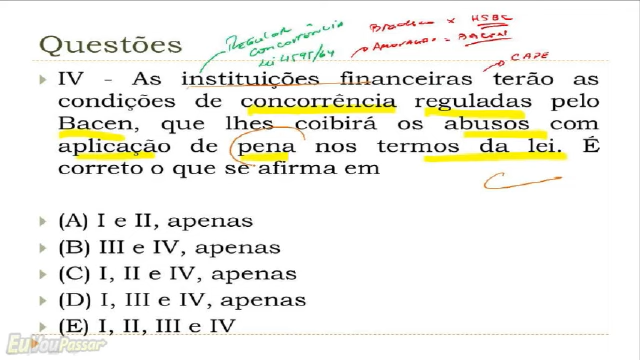 Questões
REGULAR A
CONCORRÊNCIA
Lei 4595/64
Bradesco x HSBC
APROVAÇÃO - BACEN
CADE
IV - As instituições financeiras terão as
condições de concorrência reguladas pelo
Bacen, que lhes coibirá os abusos com
aplicação de pena nos termos da lei. É
correto o que se afirma em
(A) I e II, apenas
(B) III e IV, apenas
(C) I, II e IV, apenas
(D) I, III e IV, apenas
(E) I, II, III e IV
EuVouPassar